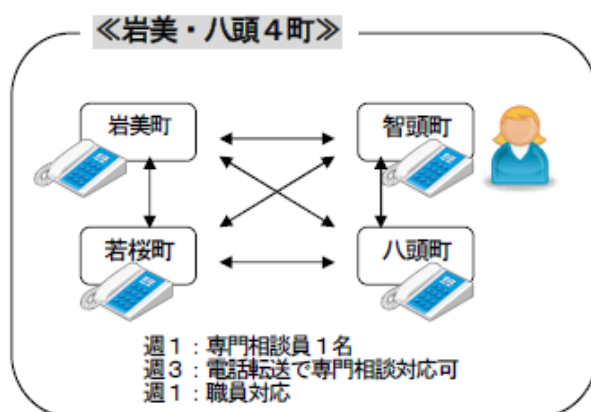 ≪岩美・八頭４町≫
岩美町
智頭町
若桜町
八頭町
週１：専門相談員１名
週３：電話転送で専門相談対応可
週１：職員対応